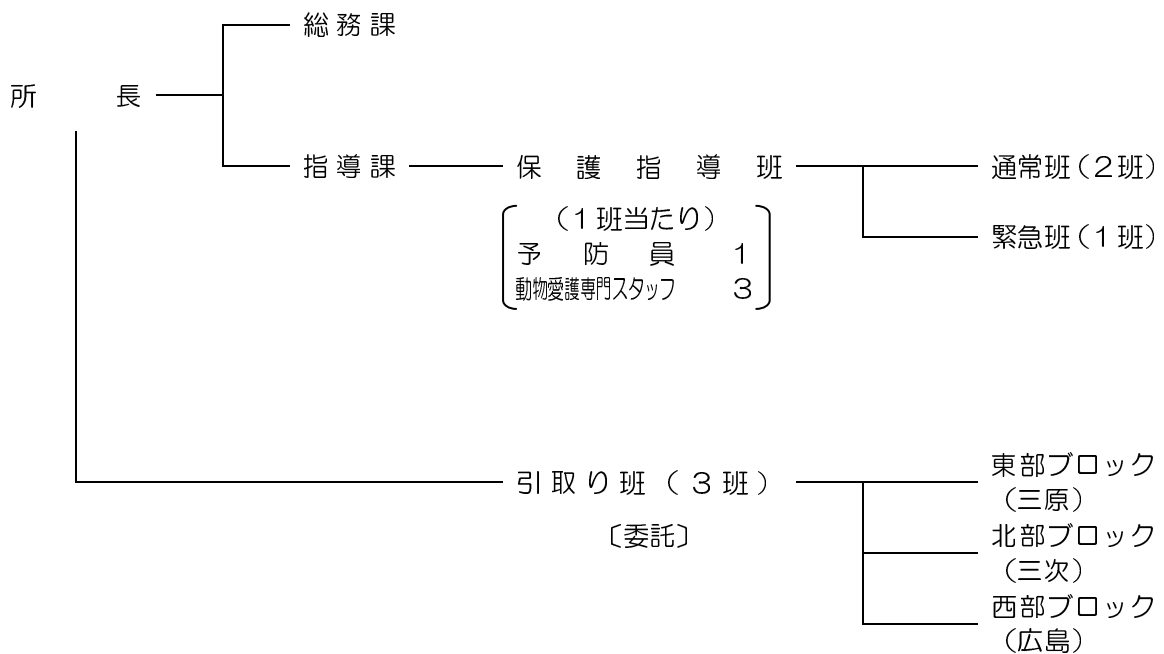 総務課
所長
指導課
保護指導班
通常班（2班）
（1班当たり）
予防員 1
動物愛護専門スタッフ 3
緊急班（1班）
引取り班（3班）
〔委託〕
東部ブロック
（三原）
北部ブロック
（三次）
西部ブロック
（広島）